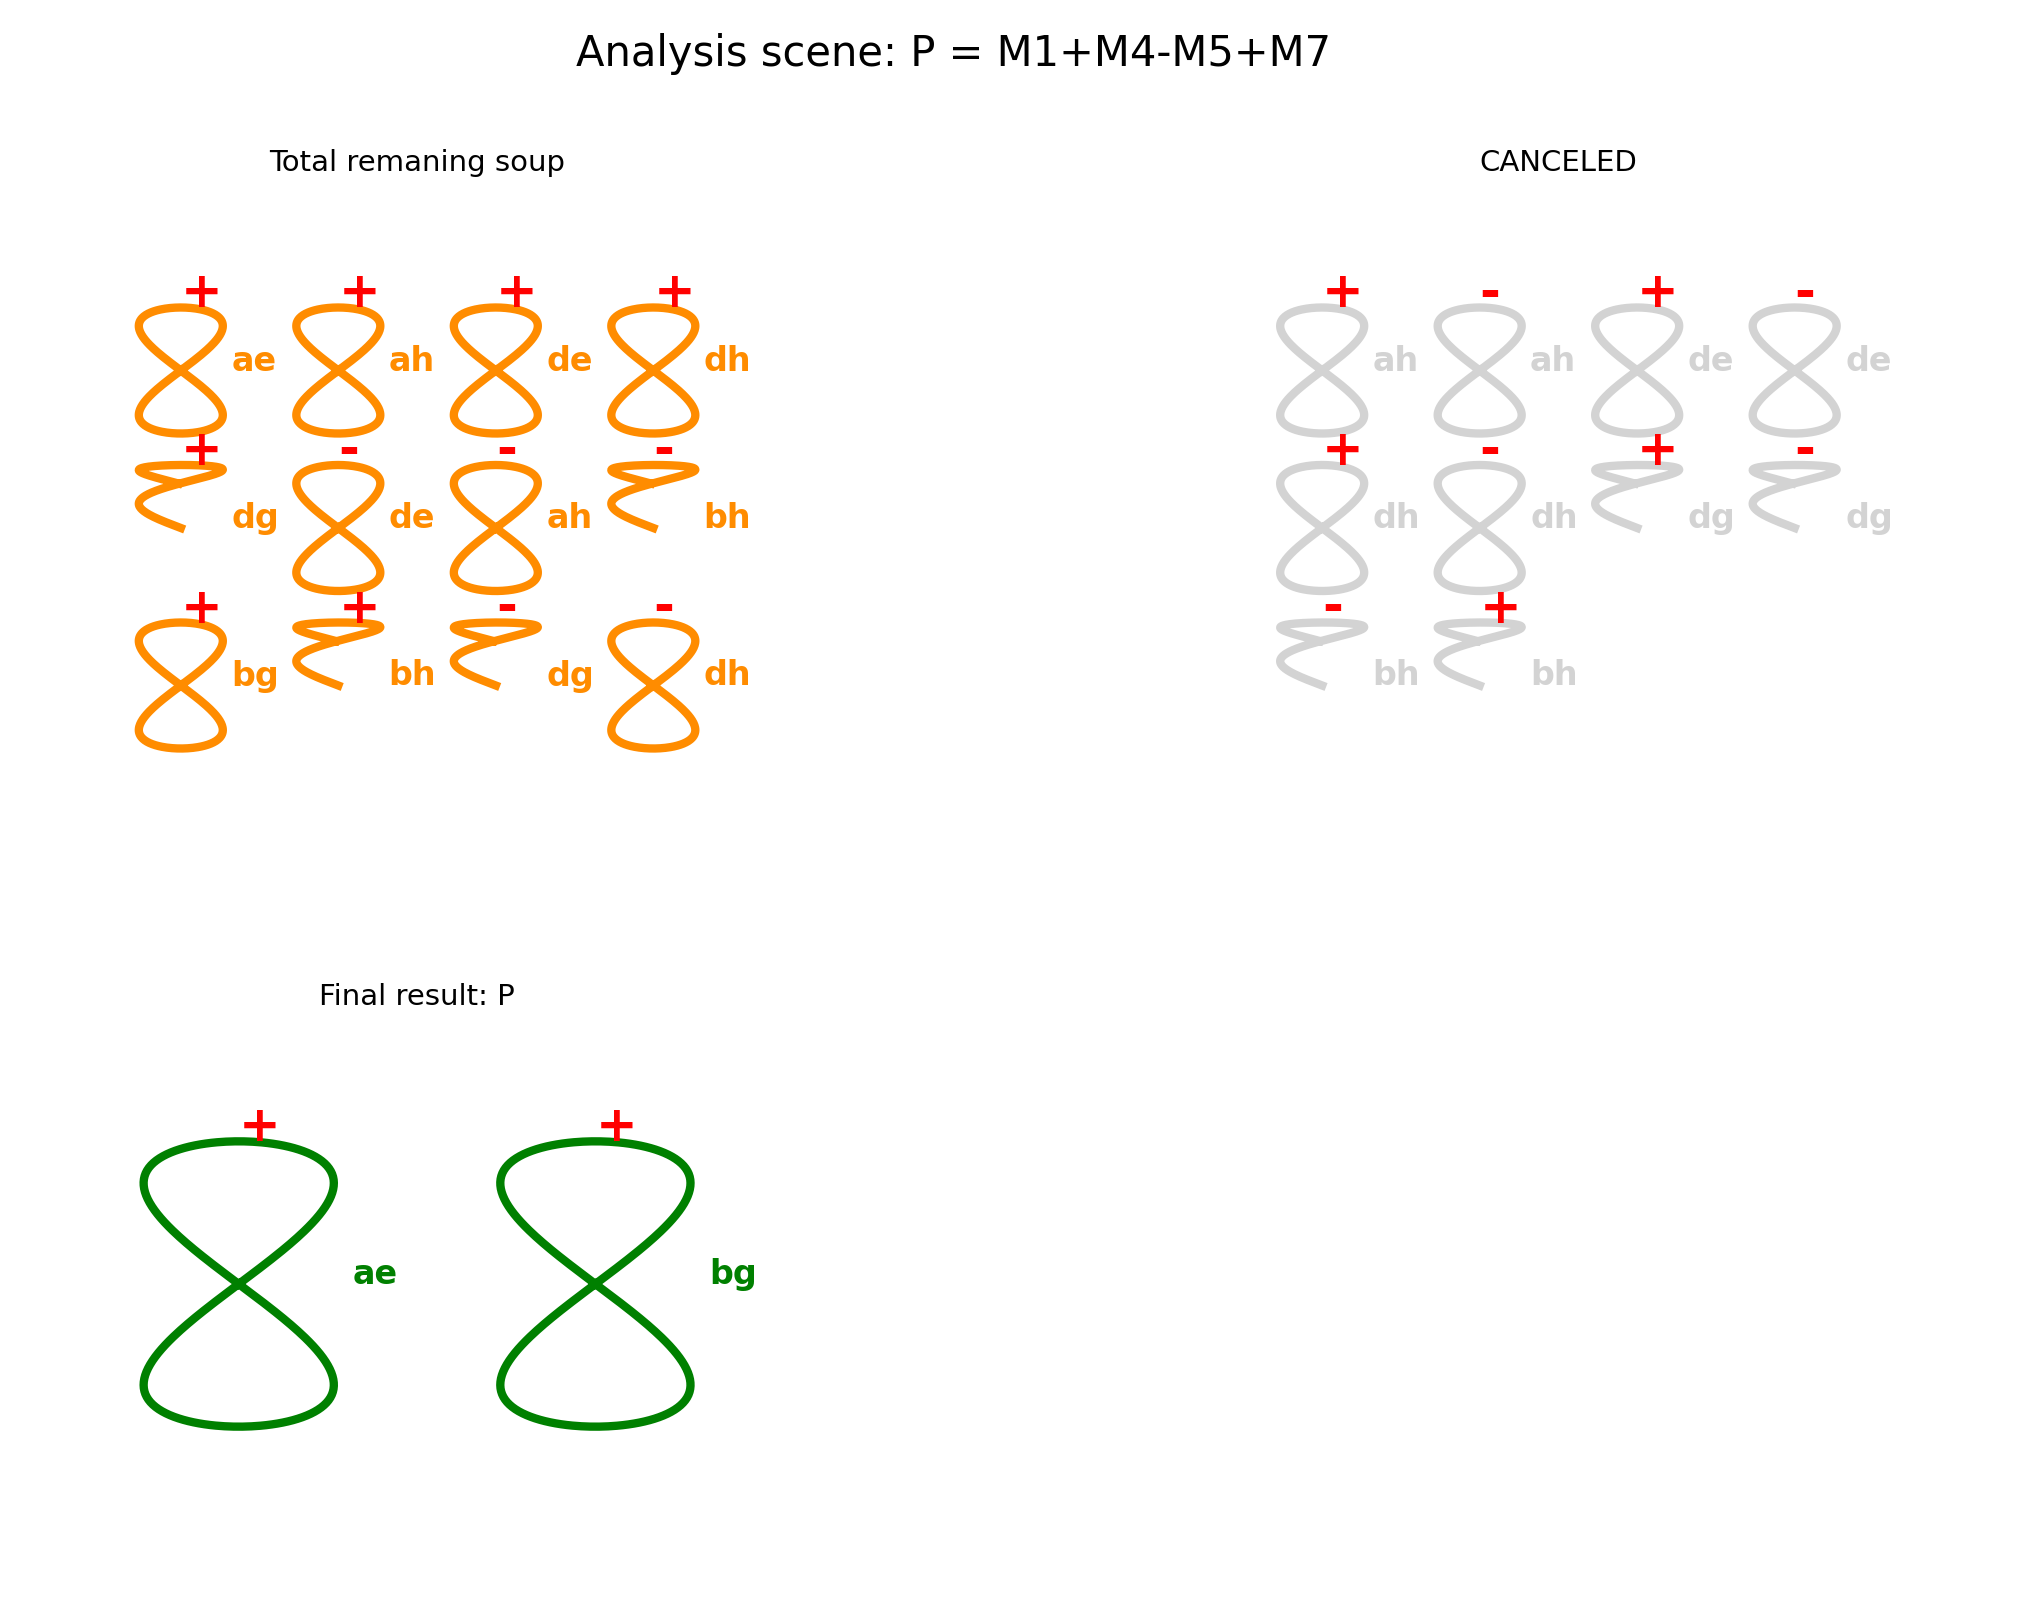 Analysis scene: P = M1+M4-M5+M7
Total remaning soup
CANCELED
+ + + +
ae ah de dh
+ - - -
dg de ah bh
+ + - -
bg bh dg dh
+ - + -
ah ah de de
+ - + -
dh dh dg dg
- +
bh bh
Final result: P
+ +
ae bg